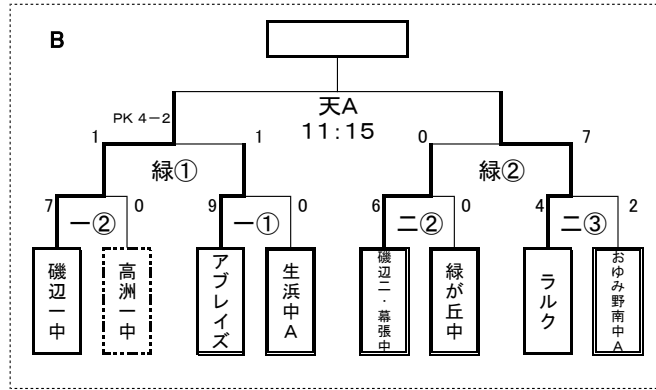 B
天A
11:15
PK 4-2
1
1
0
7
緑①
緑②
7
一②
0
9
一①
0
6
二②
0
4
二③
2
磯辺一中
高洲一中
アブレイズ
生浜中A
磯辺二・幕張中
緑が丘中
ラルク
おゆみ野南中A